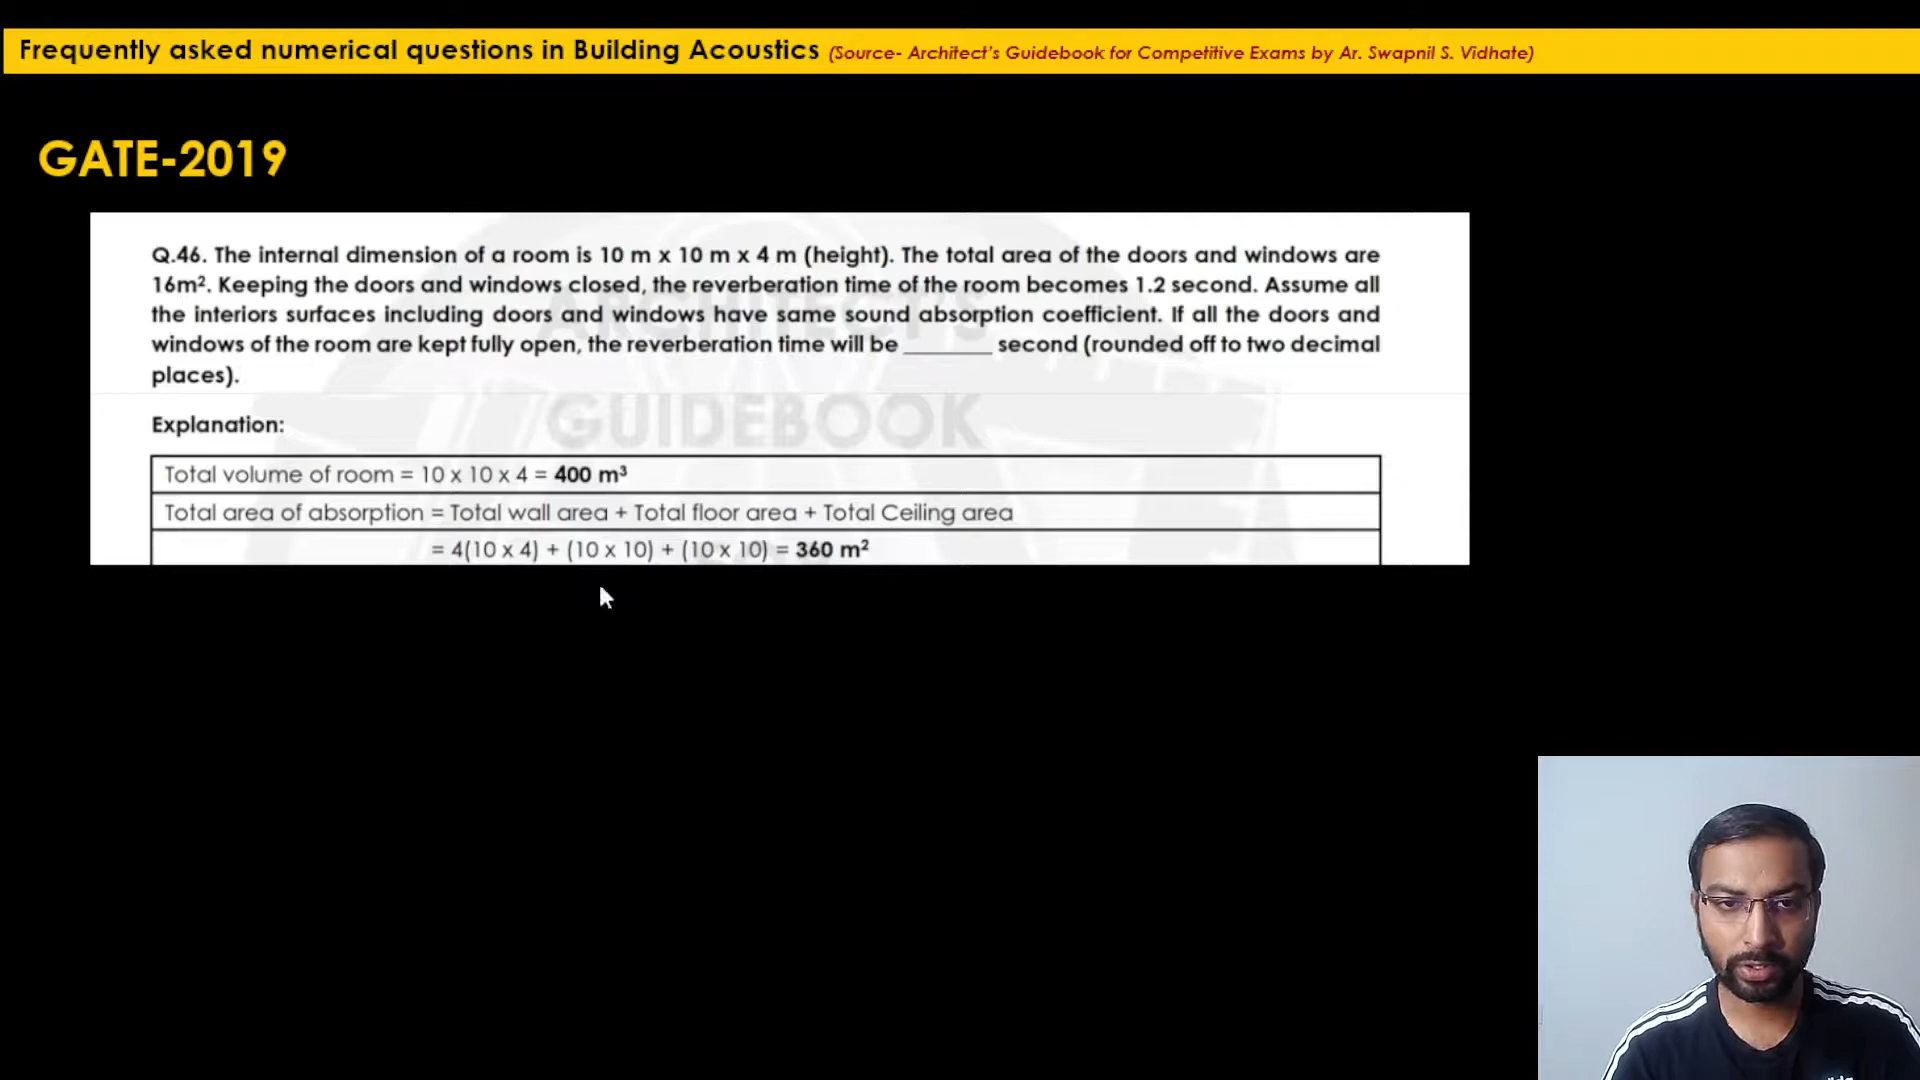 Frequently asked numerical questions in Building Acoustics (Source- Architect's Guidebook for Competitive Exams by Ar. Swapnil S. Vidhate)
GATE-2019
Q.46. The internal dimension of a room is 10 m x 10 m x 4 m (height). The total area of the doors and windows are
16m². Keeping the doors and windows closed, the reverberation time of the room becomes 1.2 second. Assume all
the interiors surfaces including doors and windows have same sound absorption coefficient. If all the doors and
windows of the room are kept fully open, the reverberation time will be ________ second (rounded off to two decimal
places).
ARCHITECT'S
GUIDEBOOK
Explanation:
Total volume of room = 10 x 10 x 4 = 400 m³
Total area of absorption = Total wall area + Total floor area + Total Ceiling area
= 4(10 x 4) + (10 x 10) + (10 x 10) = 360 m²